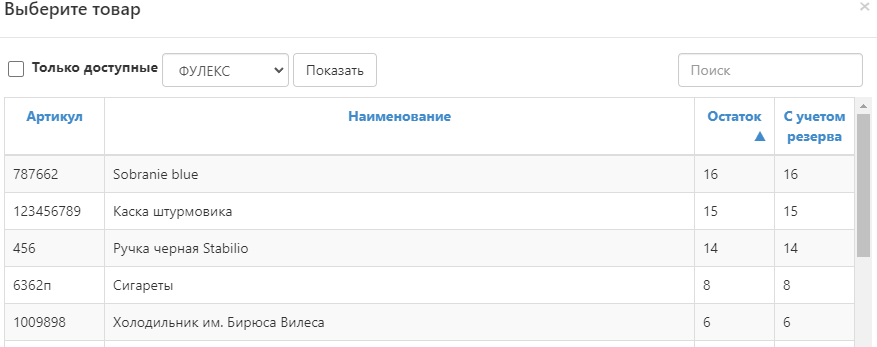 Выберите товар ×
Только доступные ФУЛЕКС Показать Поиск
Артикул Наименование Остаток ▲ С учетом резерва
787662 Sobranie blue 16 16
123456789 Каска штурмовика 15 15
456 Ручка черная Stabilio 14 14
6362п Сигареты 8 8
1009898 Холодильник им. Бирюса Вилеса 6 6